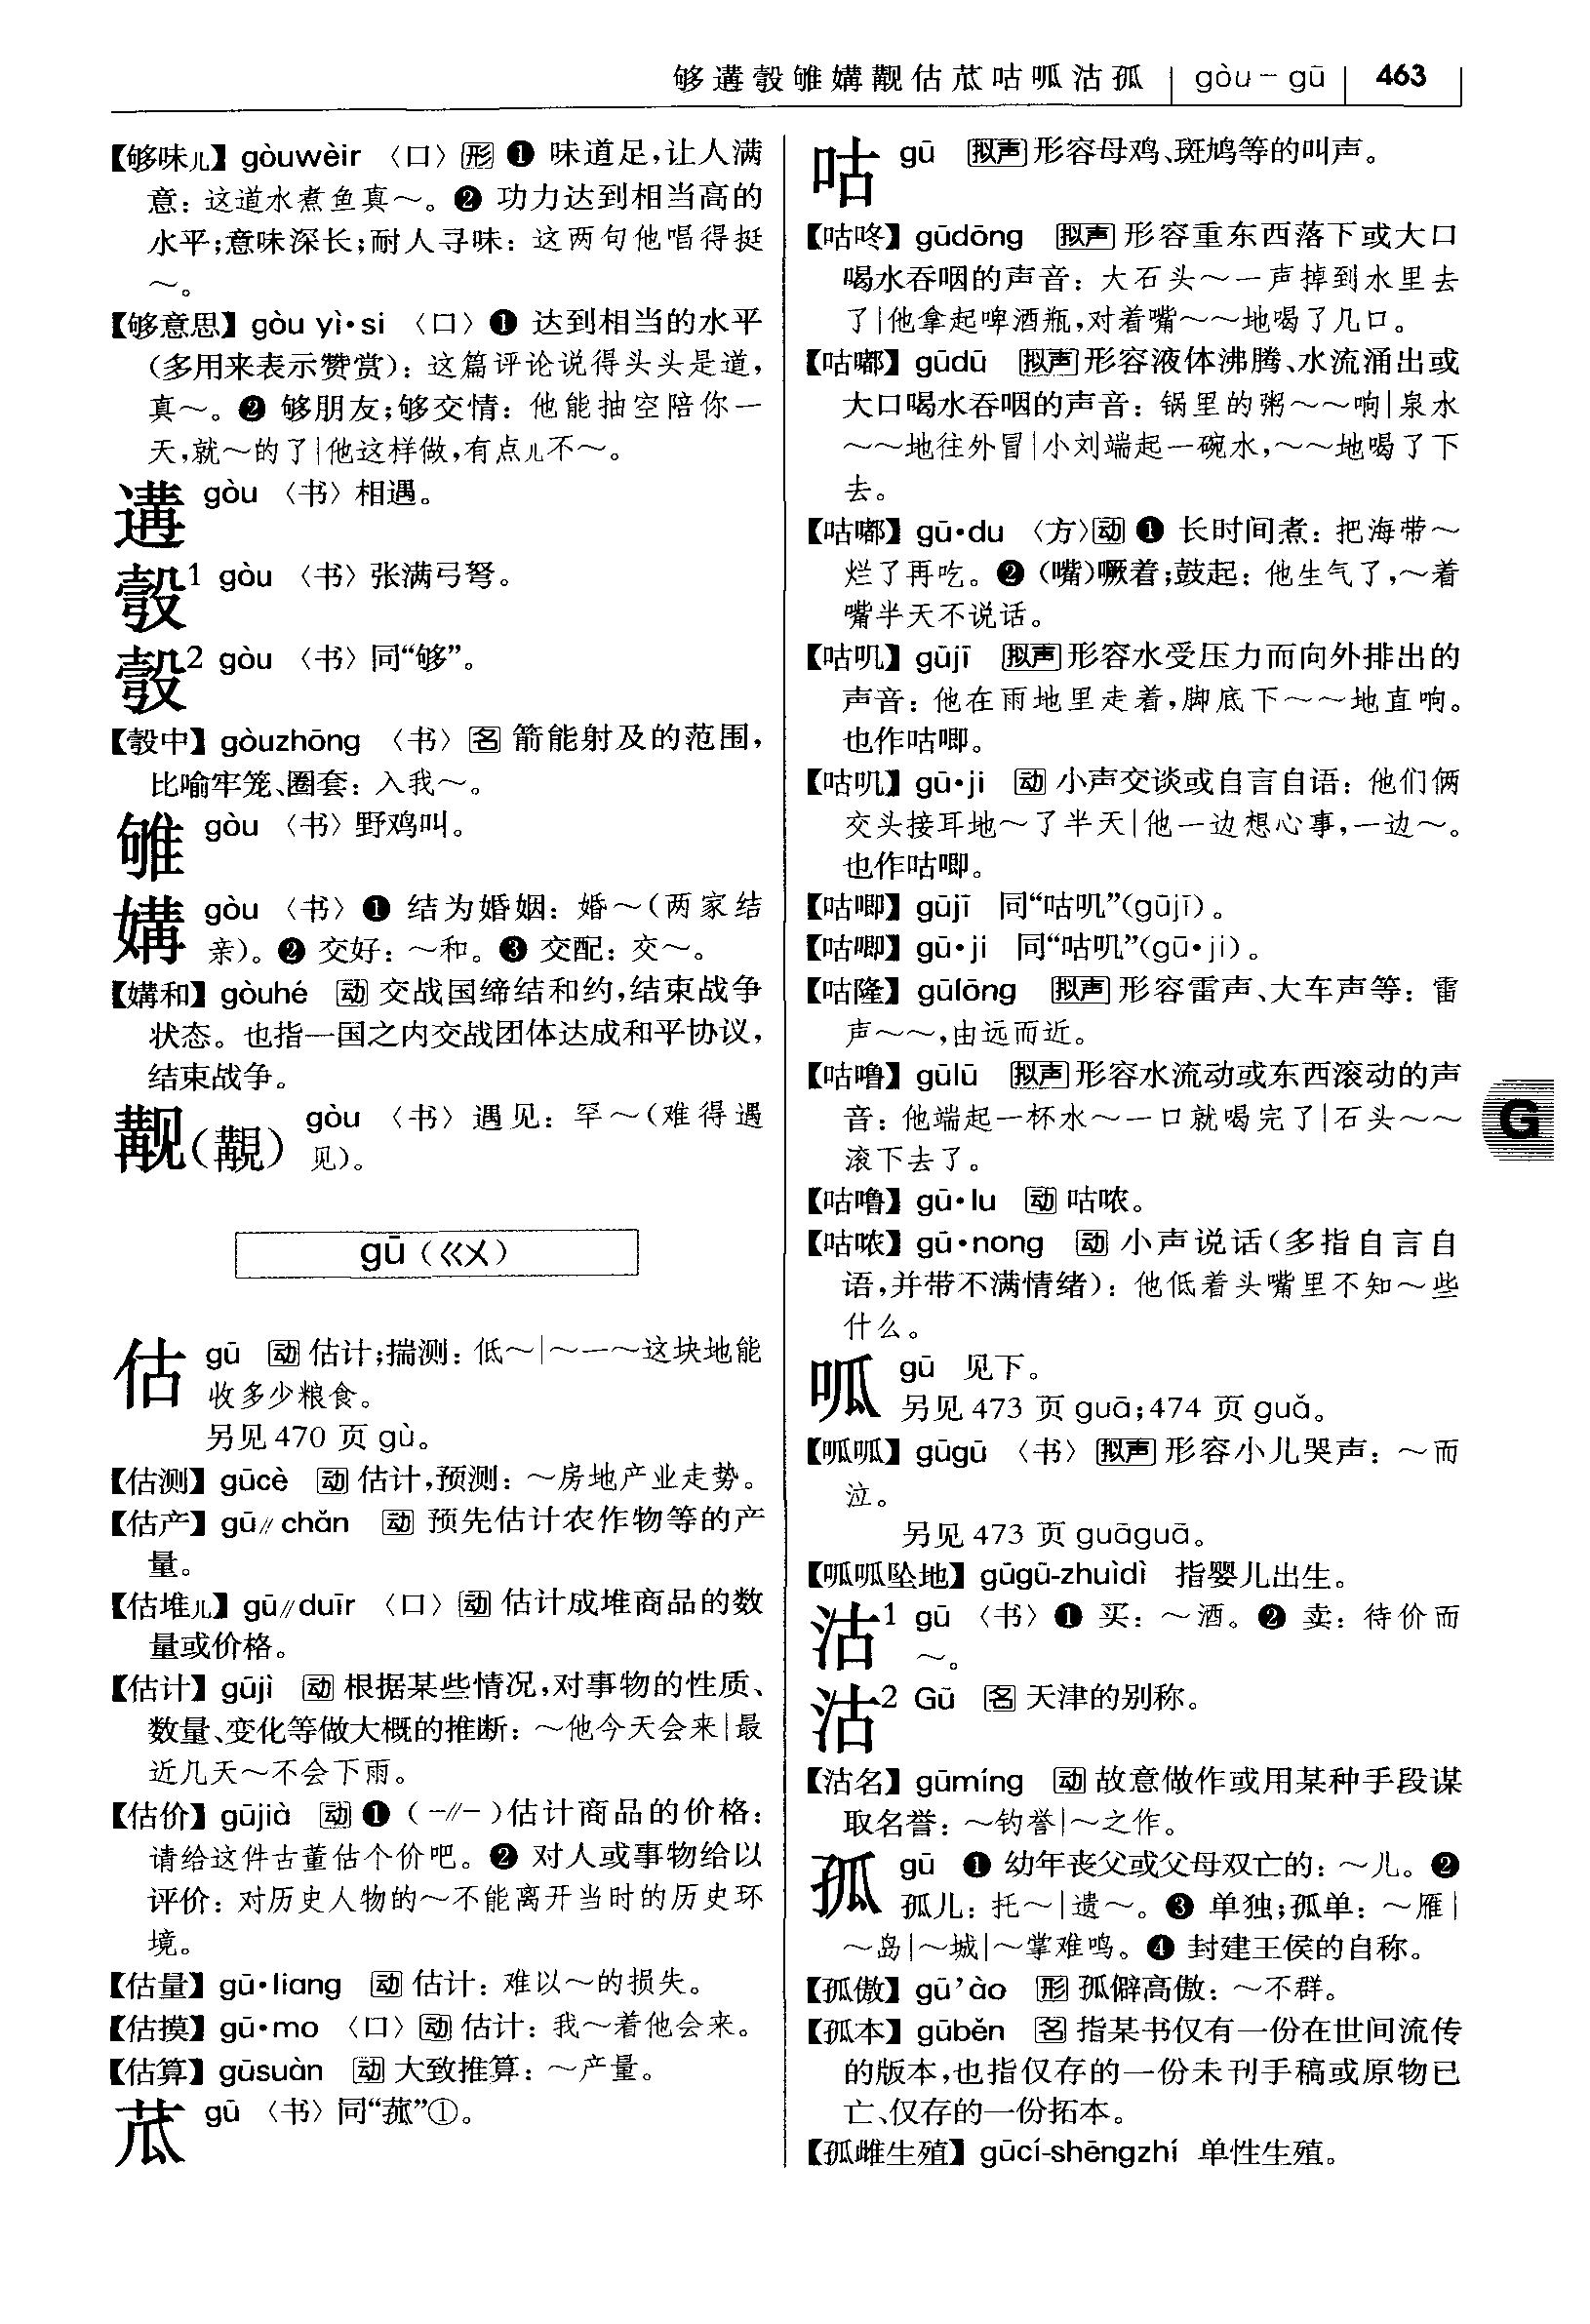 够遘彀雊媾觏估苽咕呱沽孤 gòu－gū 463
【够味儿】gòuwèir 〈口〉形 ❶ 味道足,让人满
意：这道水煮鱼真～。❷ 功力达到相当高的
水平;意味深长;耐人寻味：这两句他唱得挺
～。
【够意思】gòu yì·si 〈口〉❶ 达到相当的水平
(多用来表示赞赏)：这篇评论说得头头是道,
真～。❷ 够朋友;够交情：他能抽空陪你一
天,就～的了|他这样做,有点儿不～。
遘 gòu 〈书〉相遇。
彀1 gòu 〈书〉张满弓弩。
彀2 gòu 〈书〉同“够”。
【彀中】gòuzhōng 〈书〉名 箭能射及的范围,
比喻牢笼、圈套：入我～。
雊 gòu 〈书〉野鸡叫。
媾 gòu 〈书〉❶ 结为婚姻：婚～(两家结
亲)。❷ 交好：～和。❸ 交配：交～。
【媾和】gòuhé 动 交战国缔结和约,结束战争
状态。也指一国之内交战团体达成和平协议,
结束战争。
觏(覯) gòu 〈书〉遇见：罕～(难得遇
见)。
gū (ㄍㄨ)
估 gū 动 估计;揣测：低～|～一～这块地能
收多少粮食。
另见 470 页 gù。
【估测】gūcè 动 估计,预测：～房地产业走势。
【估产】gū∥chǎn 动 预先估计农作物等的产
量。
【估堆儿】gū∥duīr 〈口〉动 估计成堆商品的数
量或价格。
【估计】gūjì 动 根据某些情况,对事物的性质、
数量、变化等做大概的推断：～他今天会来|最
近几天～不会下雨。
【估价】gūjià 动 ❶ (－∥－)估计商品的价格：
请给这件古董估个价吧。❷ 对人或事物给以
评价：对历史人物的～不能离开当时的历史环
境。
【估量】gū·liang 动 估计：难以～的损失。
【估摸】gū·mo 〈口〉动 估计：我～着他会来。
【估算】gūsuàn 动 大致推算：～产量。
苽 gū 〈书〉同“菰”①。
咕 gū 拟声 形容母鸡、斑鸠等的叫声。
【咕咚】gūdōng 拟声 形容重东西落下或大口
喝水吞咽的声音：大石头～一声掉到水里去
了|他拿起啤酒瓶,对着嘴～～地喝了几口。
【咕嘟】gūdū 拟声 形容液体沸腾、水流涌出或
大口喝水吞咽的声音：锅里的粥～～响|泉水
～～地往外冒|小刘端起一碗水,～～地喝了下
去。
【咕嘟】gū·du 〈方〉动 ❶ 长时间煮：把海带～
烂了再吃。❷ (嘴)噘着;鼓起：他生气了,～着
嘴半天不说话。
【咕叽】gūjī 拟声 形容水受压力而向外排出的
声音：他在雨地里走着,脚底下～～地直响。
也作咕唧。
【咕叽】gū·ji 动 小声交谈或自言自语：他们俩
交头接耳地～了半天|他一边想心事,一边～。
也作咕唧。
【咕唧】gūjī 同“咕叽”(gūjī)。
【咕唧】gū·ji 同“咕叽”(gū·ji)。
【咕隆】gūlōng 拟声 形容雷声、大车声等：雷
声～～,由远而近。
【咕噜】gūlū 拟声 形容水流动或东西滚动的声
音：他端起一杯水～一口就喝完了|石头～～
滚下去了。
【咕噜】gū·lu 动 咕哝。
【咕哝】gū·nong 动 小声说话(多指自言自
语,并带不满情绪)：他低着头嘴里不知～些
什么。
G
呱 gū 见下。
另见 473 页 guā;474 页 guǎ。
【呱呱】gūgū 〈书〉拟声 形容小儿哭声：～而
泣。
另见 473 页 guāguā。
【呱呱坠地】gūgū-zhuìdì 指婴儿出生。
沽1 gū 〈书〉❶ 买：～酒。❷ 卖：待价而
～。
沽2 Gū 名 天津的别称。
【沽名】gūmíng 动 故意做作或用某种手段谋
取名誉：～钓誉|～之作。
孤 gū ❶ 幼年丧父或父母双亡的：～儿。❷
孤儿：托～|遗～。❸ 单独;孤单：～雁|
～岛|～城|～掌难鸣。❹ 封建王侯的自称。
【孤傲】gū’ào 形 孤僻高傲：～不群。
【孤本】gūběn 名 指某书仅有一份在世间流传
的版本,也指仅存的一份未刊手稿或原物已
亡、仅存的一份拓本。
【孤雌生殖】gūcí-shēngzhí 单性生殖。